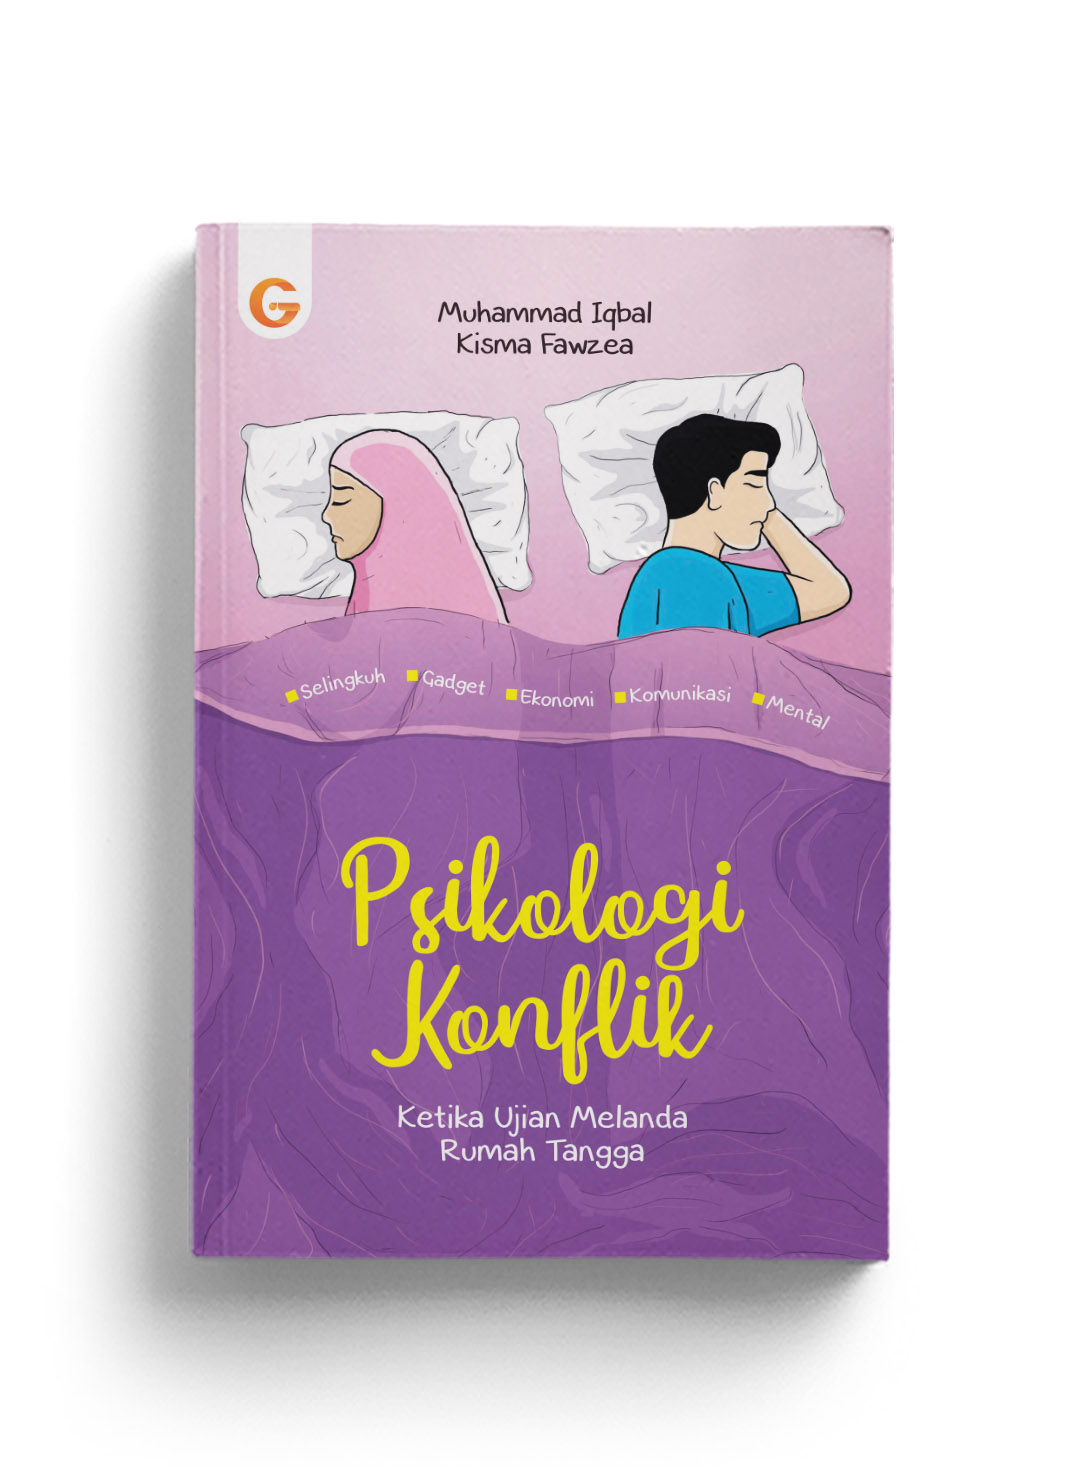 Muhammad Iqbal
Kisma Fawzea
Selingkuh Gadget Ekonomi Komunikasi Mental
Psikologi
Konflik
Ketika Ujian Melanda
Rumah Tangga